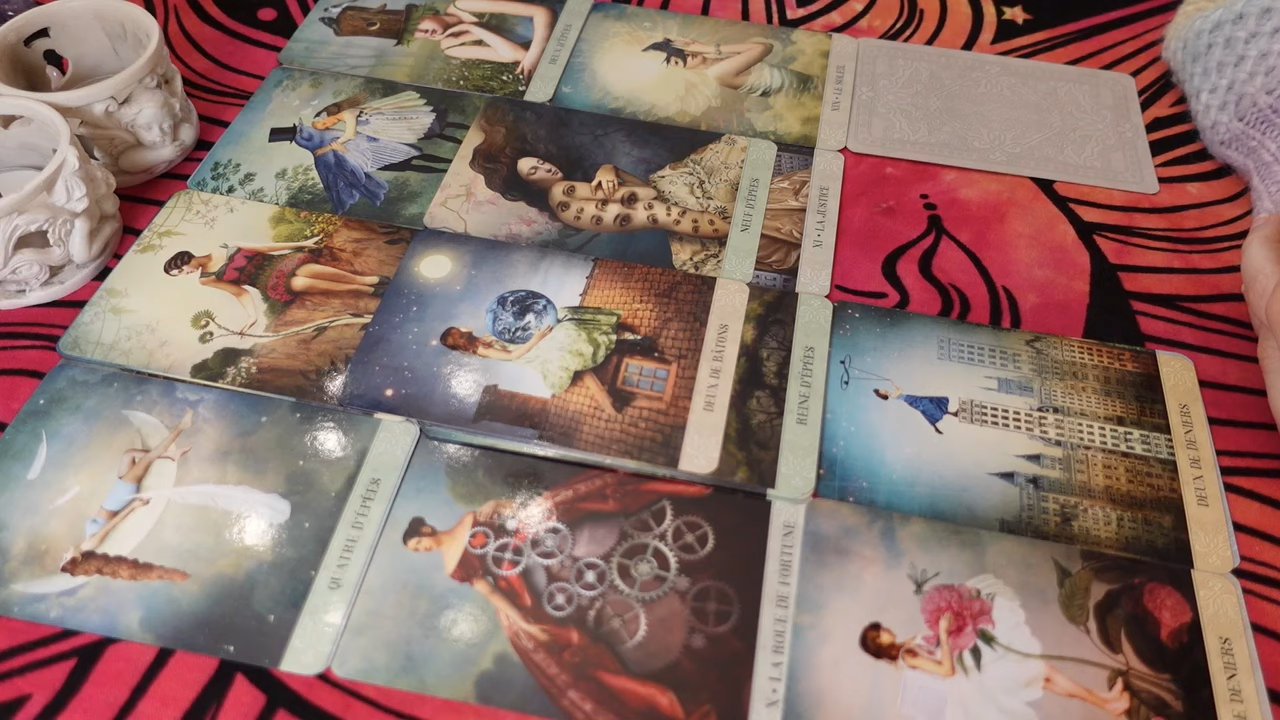 DEUX D'ÉPÉES
XIX • LE SOLEIL
NEUF D'ÉPÉES
XI • LA JUSTICE
DEUX DE BÂTONS
REINE D'ÉPÉES
DEUX DE DENIERS
QUATRE D'ÉPÉES
X • LA ROUE DE FORTUNE
DENIERS